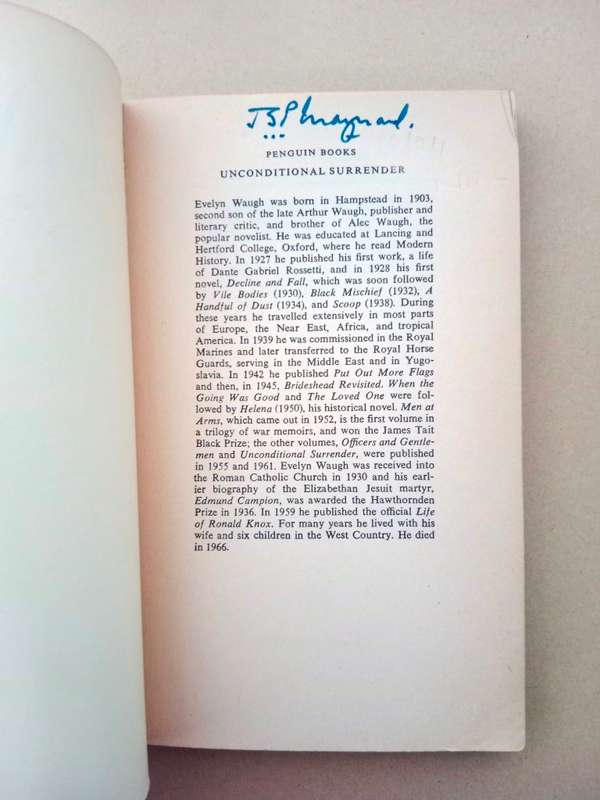 J B P Maynard.
PENGUIN BOOKS
UNCONDITIONAL SURRENDER
Evelyn Waugh was born in Hampstead in 1903,
second son of the late Arthur Waugh, publisher and
literary critic, and brother of Alec Waugh, the
popular novelist. He was educated at Lancing and
Hertford College, Oxford, where he read Modern
History. In 1927 he published his first work, a life
of Dante Gabriel Rossetti, and in 1928 his first
novel, Decline and Fall, which was soon followed
by Vile Bodies (1930), Black Mischief (1932), A
Handful of Dust (1934), and Scoop (1938). During
these years he travelled extensively in most parts
of Europe, the Near East, Africa, and tropical
America. In 1939 he was commissioned in the Royal
Marines and later transferred to the Royal Horse
Guards, serving in the Middle East and in Yugo-
slavia. In 1942 he published Put Out More Flags
and then, in 1945, Brideshead Revisited. When the
Going Was Good and The Loved One were fol-
lowed by Helena (1950), his historical novel. Men at
Arms, which came out in 1952, is the first volume in
a trilogy of war memoirs, and won the James Tait
Black Prize; the other volumes, Officers and Gentle-
men and Unconditional Surrender, were published
in 1955 and 1961. Evelyn Waugh was received into
the Roman Catholic Church in 1930 and his earl-
ier biography of the Elizabethan Jesuit martyr,
Edmund Campion, was awarded the Hawthornden
Prize in 1936. In 1959 he published the official Life
of Ronald Knox. For many years he lived with his
wife and six children in the West Country. He died
in 1966.